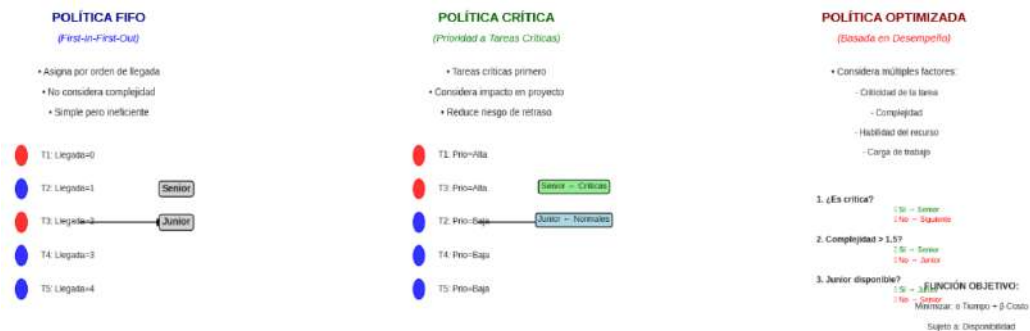 POLÍTICA FIFO
(First-In-First-Out)
• Asigna por orden de llegada
• No considera complejidad
• Simple pero ineficiente
T1: Llegada=0
T2: Llegada=1
Senior
T3: Llegada=2
Junior
T4: Llegada=3
T5: Llegada=4
POLÍTICA CRÍTICA
(Prioridad a Tareas Críticas)
• Tareas críticas primero
• Considera impacto en proyecto
• Reduce riesgo de retraso
T1: Prio=Alta
T3: Prio=Alta
Senior ← Críticas
T2: Prio=Baja
Junior ← Normales
T4: Prio=Baja
T5: Prio=Baja
POLÍTICA OPTIMIZADA
(Basada en Desempeño)
• Considera múltiples factores:
- Criticidad de la tarea
- Complejidad
- Habilidad del recurso
- Carga de trabajo
1. ¿Es crítica?
Sí → Senior
No → Siguiente
2. Complejidad > 1.5?
Sí → Senior
No → Junior
3. Junior disponible?
Sí → Junior
No → Senior
FUNCIÓN OBJETIVO:
Minimizar: α Tiempo + β Costo
Sujeto a: Disponibilidad